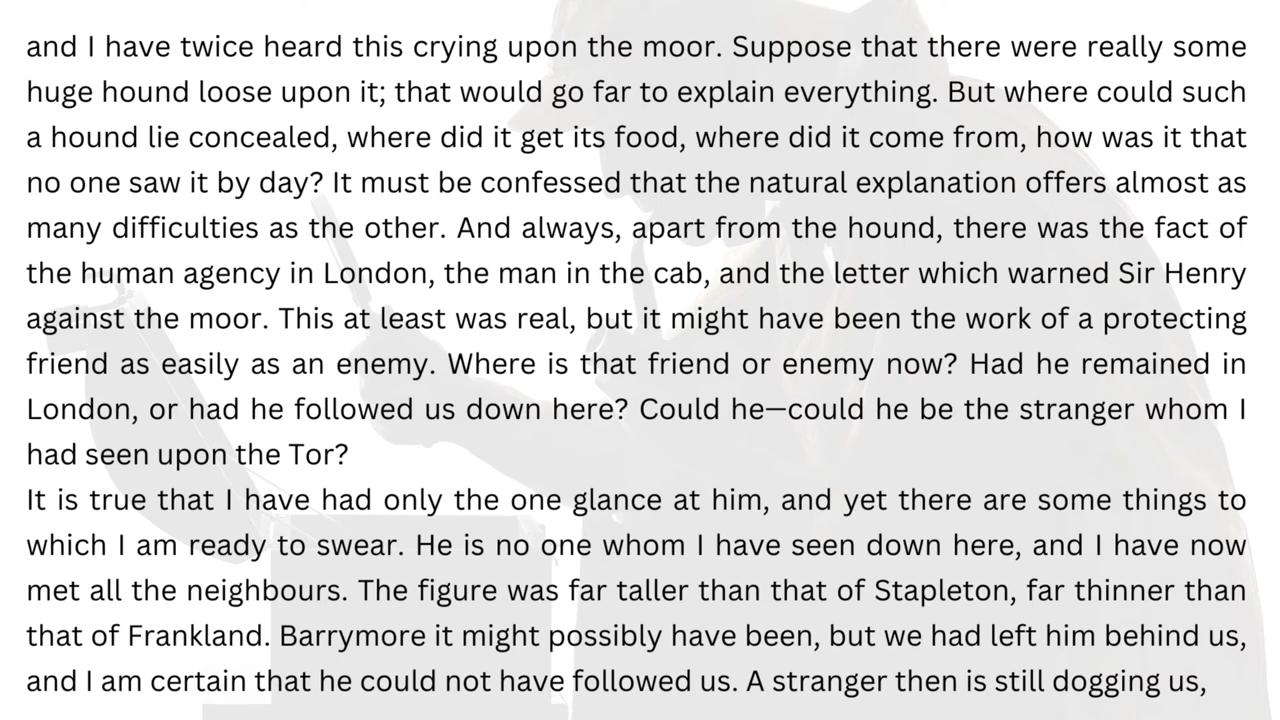 and I have twice heard this crying upon the moor. Suppose that there were really some
huge hound loose upon it; that would go far to explain everything. But where could such
a hound lie concealed, where did it get its food, where did it come from, how was it that
no one saw it by day? It must be confessed that the natural explanation offers almost as
many difficulties as the other. And always, apart from the hound, there was the fact of
the human agency in London, the man in the cab, and the letter which warned Sir Henry
against the moor. This at least was real, but it might have been the work of a protecting
friend as easily as an enemy. Where is that friend or enemy now? Had he remained in
London, or had he followed us down here? Could he—could he be the stranger whom I
had seen upon the Tor?
It is true that I have had only the one glance at him, and yet there are some things to
which I am ready to swear. He is no one whom I have seen down here, and I have now
met all the neighbours. The figure was far taller than that of Stapleton, far thinner than
that of Frankland. Barrymore it might possibly have been, but we had left him behind us,
and I am certain that he could not have followed us. A stranger then is still dogging us,